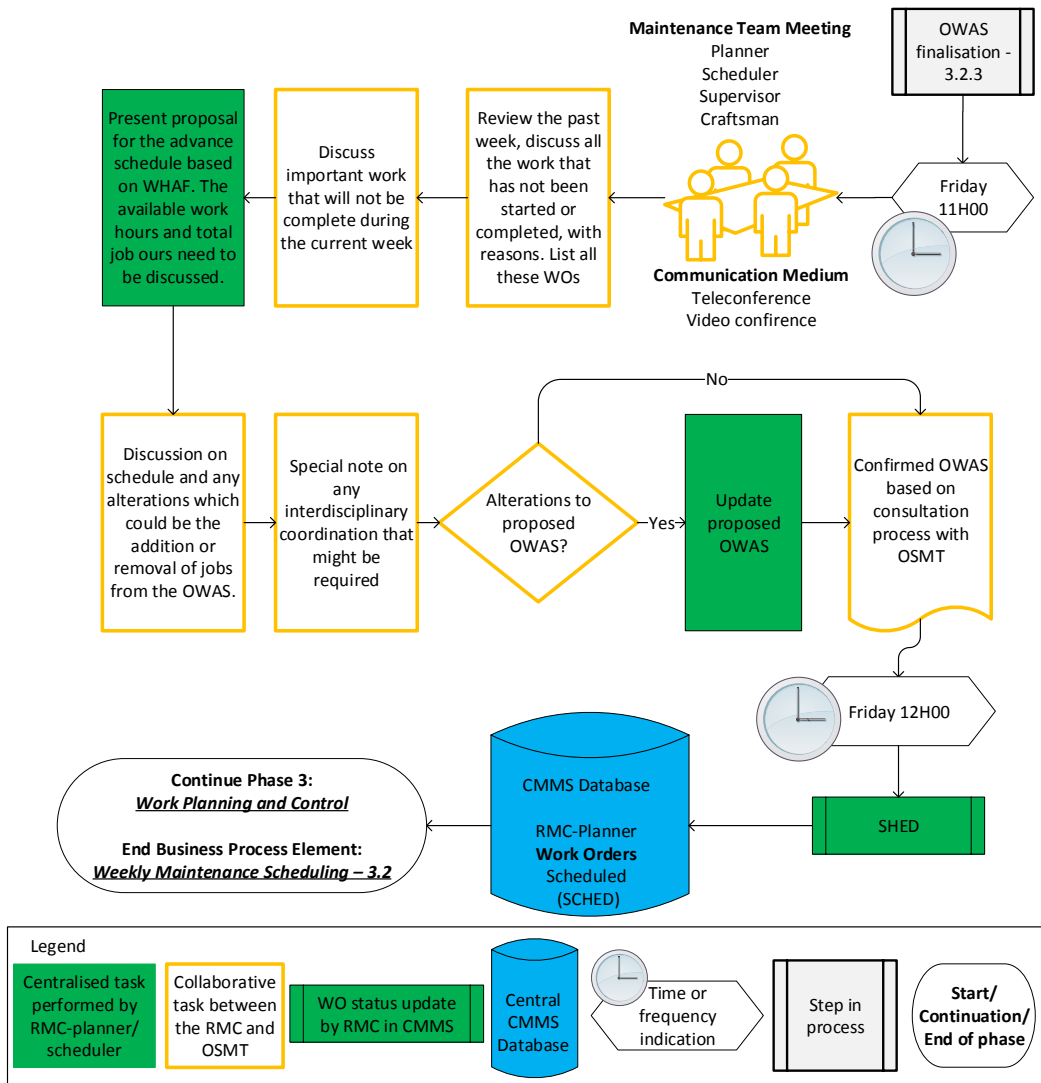 OWAS
finalisation -
3.2.3
Friday
11H00
Maintenance Team Meeting
Planner
Scheduler
Supervisor
Craftsman
Communication Medium
Teleconference
Video confirence
Review the past
week, discuss all
the work that
has not been
started or
completed, with
reasons. List all
these WOs
Discuss
important work
that will not be
complete during
the current week
Present proposal
for the advance
schedule based
on WHAF. The
available work
hours and total
job ours need to
be discussed.
Discussion on
schedule and any
alterations which
could be the
addition or
removal of jobs
from the OWAS.
Special note on
any
interdisciplinary
coordination that
might be
required
Alterations to
proposed
OWAS?
No
Yes
Update
proposed
OWAS
Confirmed OWAS
based on
consultation
process with
OSMT
Friday 12H00
SHED
CMMS Database
RMC-Planner
Work Orders
Scheduled
(SCHED)
Continue Phase 3:
Work Planning and Control
End Business Process Element:
Weekly Maintenance Scheduling – 3.2
Legend
Centralised task
performed by
RMC-planner/
scheduler
Collaborative
task between
the RMC and
OSMT
WO status update
by RMC in CMMS
Central
CMMS
Database
Time or
frequency
indication
Step in
process
Start/
Continuation/
End of phase